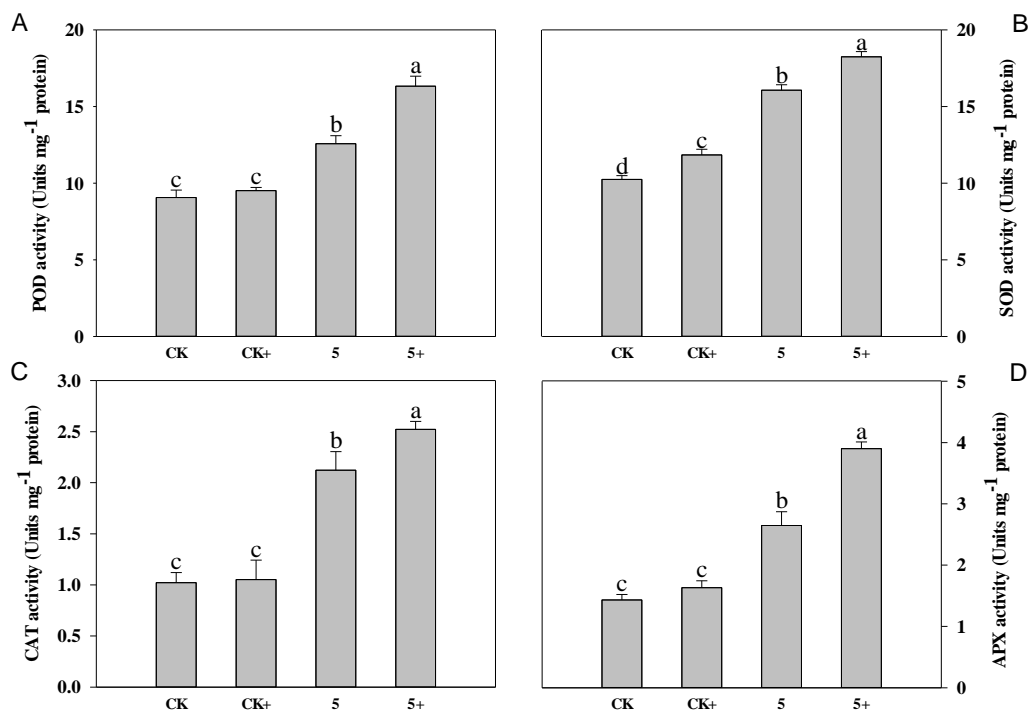 A
POD activity (Units mg-1 protein)
20
15
10
5
0
c
c
b
a
CK
CK+
5
5+
B
SOD activity (Units mg-1 protein)
20
15
10
5
0
d
c
b
a
CK
CK+
5
5+
C
CAT activity (Units mg-1 protein)
3.0
2.5
2.0
1.5
1.0
0.5
0.0
c
c
b
a
CK
CK+
5
5+
D
APX activity (Units mg-1 protein)
5
4
3
2
1
0
c
c
b
a
CK
CK+
5
5+